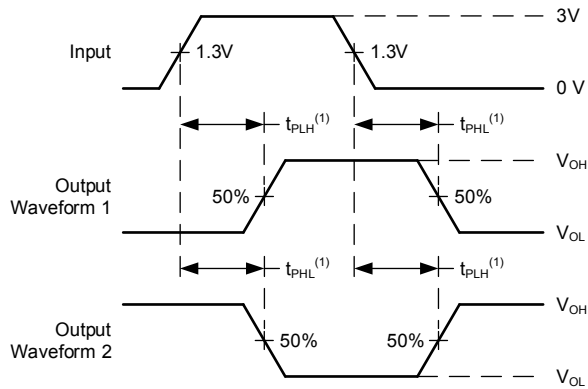 3V
Input
1.3V
1.3V
0 V
tPLH(1)
tPHL(1)
VOH
Output
Waveform 1
50%
50%
VOL
tPHL(1)
tPLH(1)
VOH
Output
Waveform 2
50%
50%
VOL